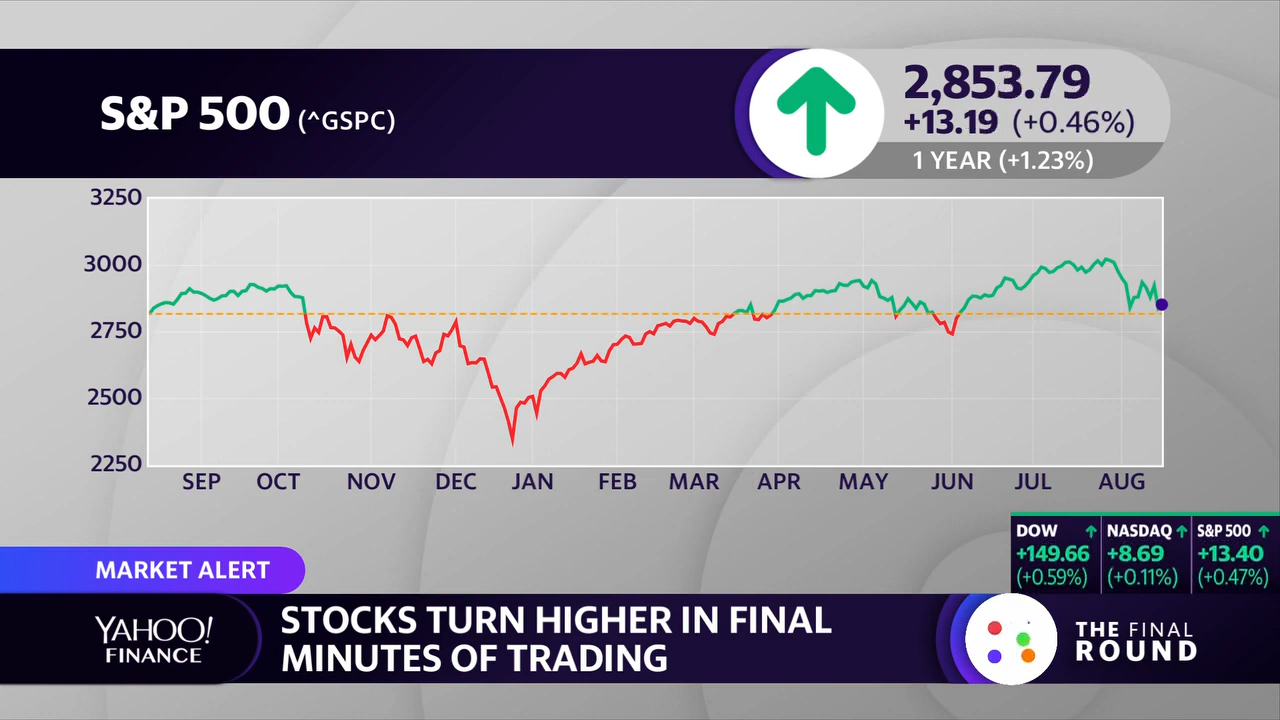 S&P 500 (^GSPC)
2,853.79
+13.19 (+0.46%)
1 YEAR (+1.23%)
3250
3000
2750
2500
2250
SEP OCT NOV DEC JAN FEB MAR APR MAY JUN JUL AUG
DOW NASDAQ S&P 500
+149.66 +8.69 +13.40
(+0.59%) (+0.11%) (+0.47%)
MARKET ALERT
YAHOO!
FINANCE
STOCKS TURN HIGHER IN FINAL
MINUTES OF TRADING
THE FINAL
ROUND